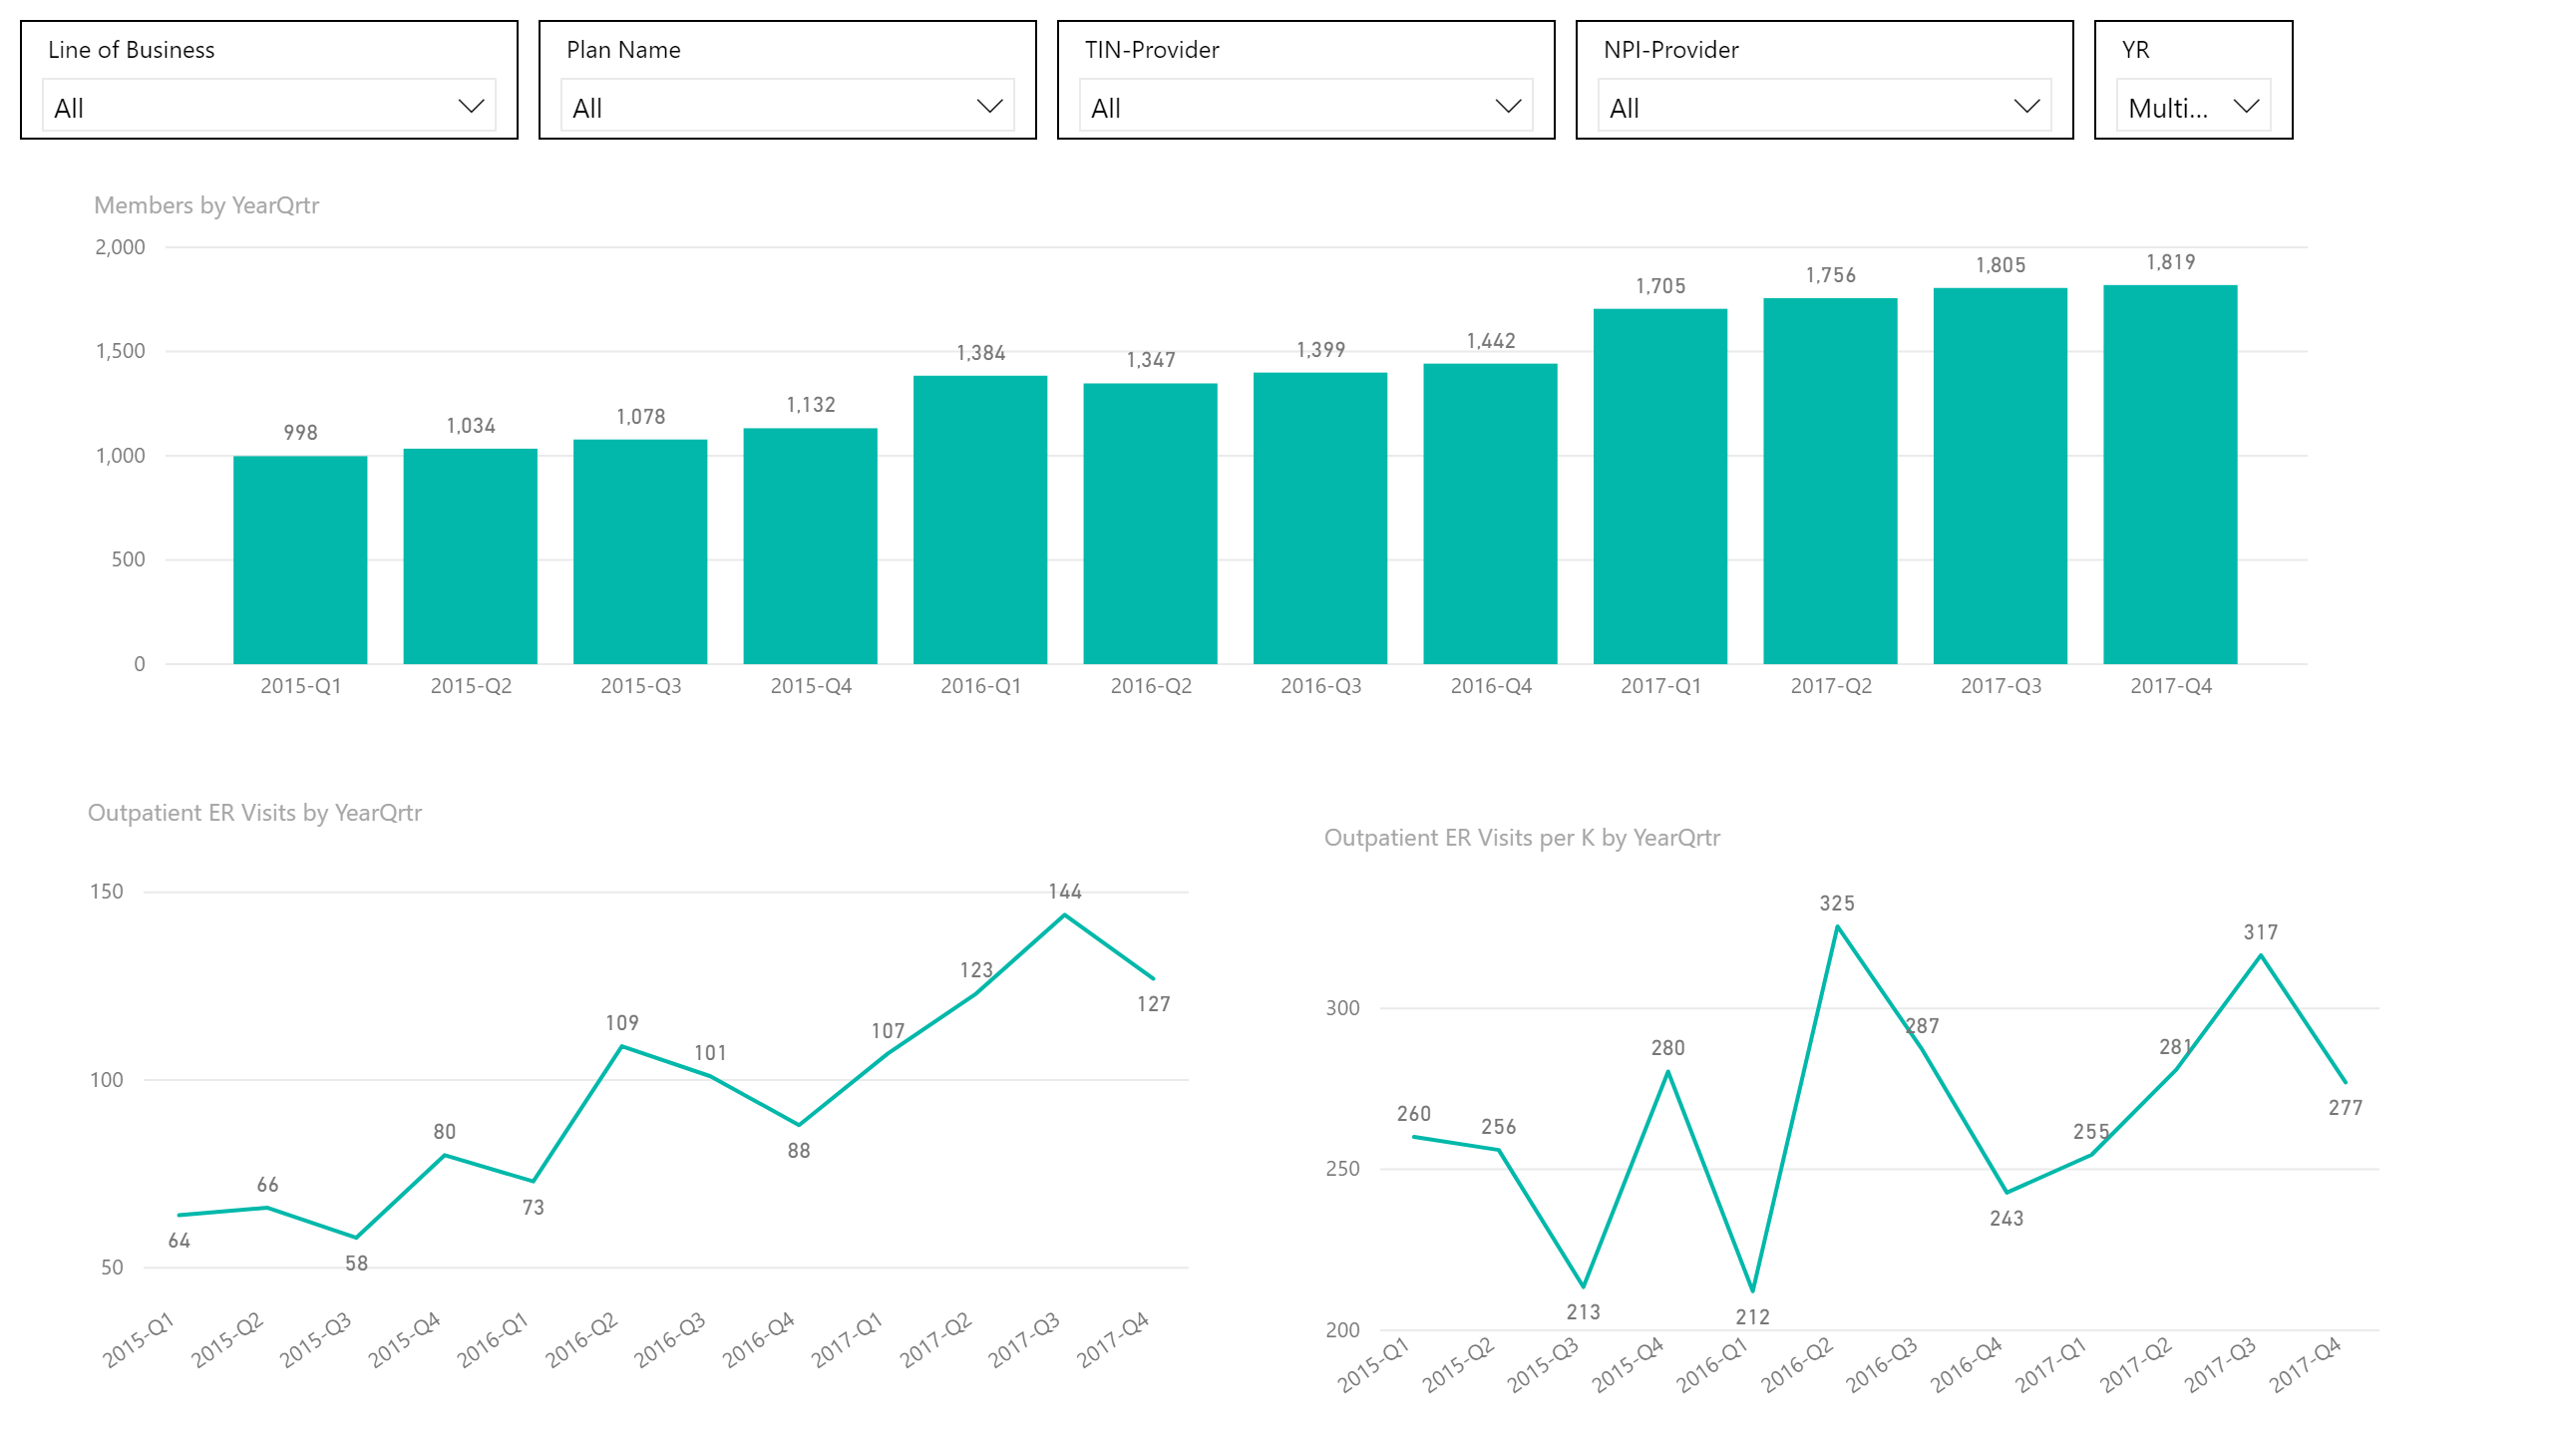 Line of Business
All
Plan Name
All
TIN-Provider
All
NPI-Provider
All
YR
Multi...
Members by YearQrtr
2,000
1,500
1,000
500
0
998
1,034
1,078
1,132
1,384
1,347
1,399
1,442
1,705
1,756
1,805
1,819
2015-Q1
2015-Q2
2015-Q3
2015-Q4
2016-Q1
2016-Q2
2016-Q3
2016-Q4
2017-Q1
2017-Q2
2017-Q3
2017-Q4
Outpatient ER Visits by YearQrtr
150
100
50
64
66
58
80
73
109
101
88
107
123
144
127
2015-Q1
2015-Q2
2015-Q3
2015-Q4
2016-Q1
2016-Q2
2016-Q3
2016-Q4
2017-Q1
2017-Q2
2017-Q3
2017-Q4
Outpatient ER Visits per K by YearQrtr
300
250
200
260
256
213
280
212
325
287
243
255
281
317
277
2015-Q1
2015-Q2
2015-Q3
2015-Q4
2016-Q1
2016-Q2
2016-Q3
2016-Q4
2017-Q1
2017-Q2
2017-Q3
2017-Q4